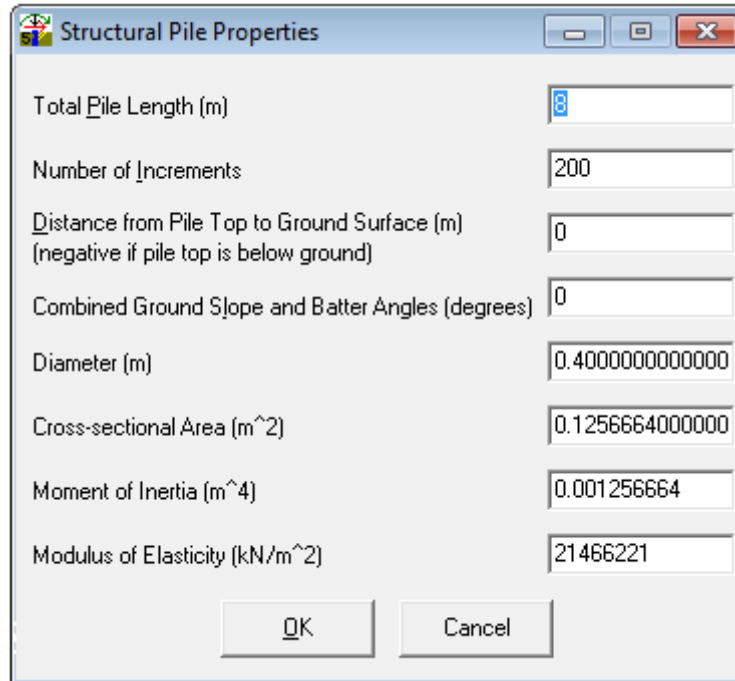 Structural Pile Properties
Total Pile Length (m) 8
Number of Increments 200
Distance from Pile Top to Ground Surface (m)
(negative if pile top is below ground) 0
Combined Ground Slope and Batter Angles (degrees) 0
Diameter (m) 0.4000000000000
Cross-sectional Area (m^2) 0.1256664000000
Moment of Inertia (m^4) 0.001256664
Modulus of Elasticity (kN/m^2) 21466221
OK Cancel